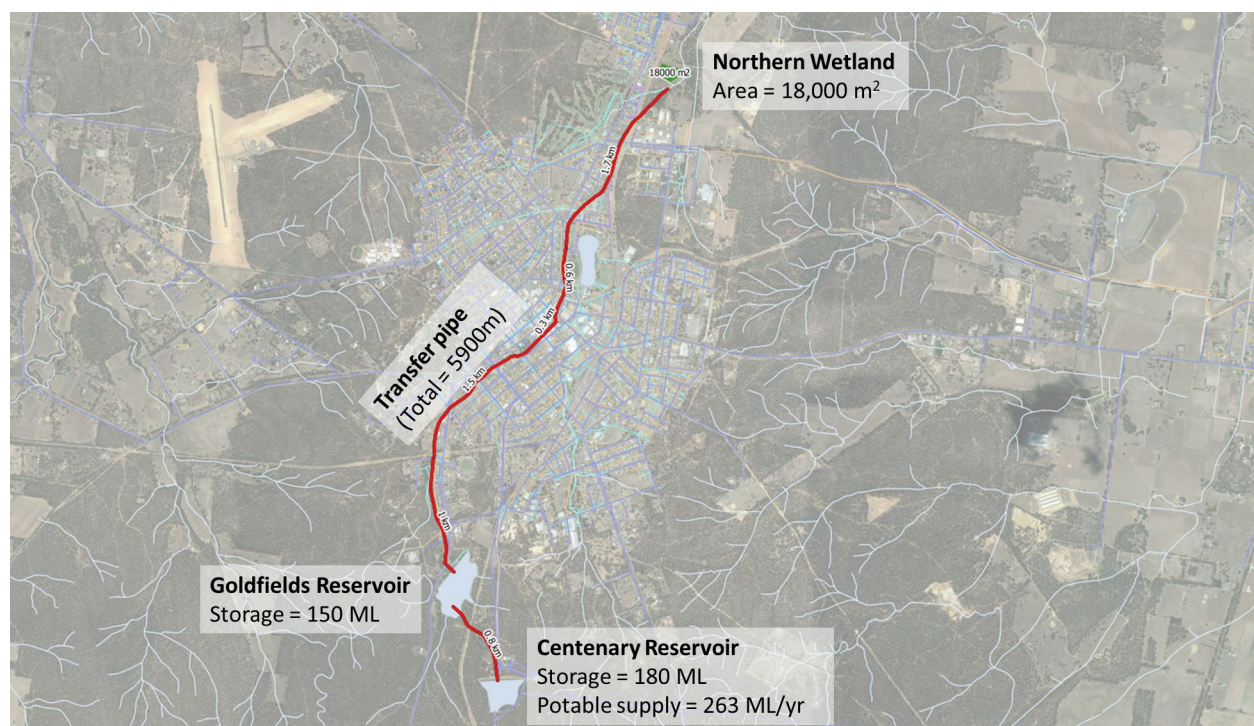 18000 m2
Northern Wetland
Area = 18,000 m²
1.7 km
0.6 km
0.3 km
Transfer pipe
(Total = 5900m)
1.5 km
1 km
Goldfields Reservoir
Storage = 150 ML
0.8 km
Centenary Reservoir
Storage = 180 ML
Potable supply = 263 ML/yr